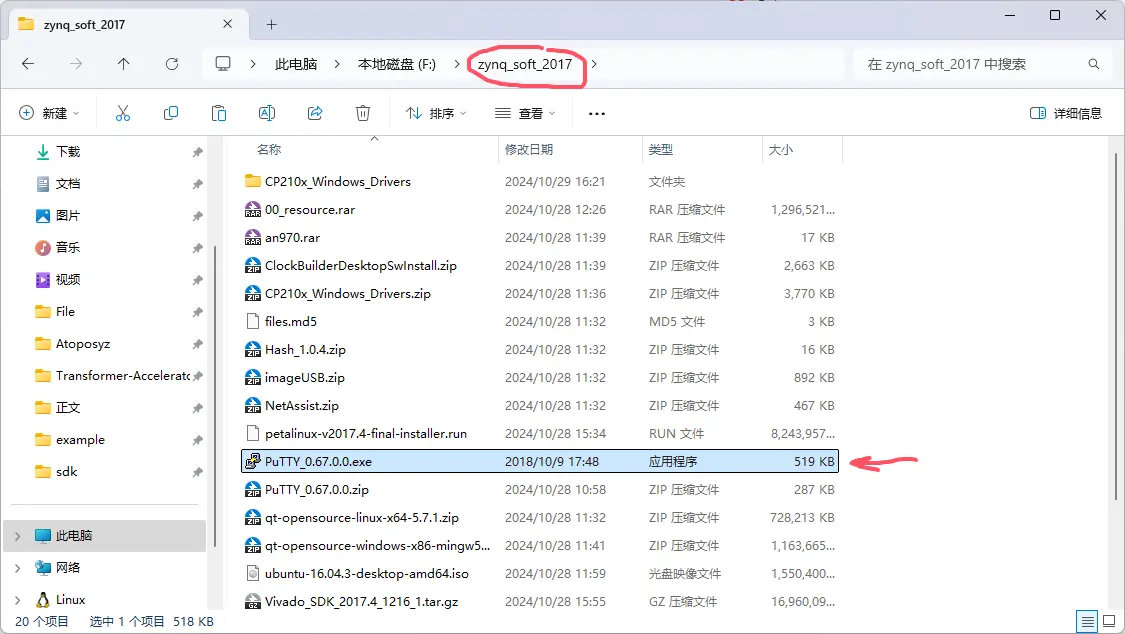 zynq_soft_2017
此电脑 本地磁盘 (F:) zynq_soft_2017 在 zynq_soft_2017 中搜索
新建 排序 查看 详细信息
名称 修改日期 类型 大小
下载
文档
图片
音乐
视频
File
Atoposyz
Transformer-Accelerato
正文
example
sdk
此电脑
网络
Linux
CP210x_Windows_Drivers 2024/10/29 16:21 文件夹
00_resource.rar 2024/10/28 12:26 RAR 压缩文件 1,296,521...
an970.rar 2024/10/28 11:39 RAR 压缩文件 17 KB
ClockBuilderDesktopSwInstall.zip 2024/10/28 11:39 ZIP 压缩文件 2,663 KB
CP210x_Windows_Drivers.zip 2024/10/28 11:36 ZIP 压缩文件 3,770 KB
files.md5 2024/10/28 11:32 MD5 文件 3 KB
Hash_1.0.4.zip 2024/10/28 11:32 ZIP 压缩文件 16 KB
imageUSB.zip 2024/10/28 11:32 ZIP 压缩文件 892 KB
NetAssist.zip 2024/10/28 11:32 ZIP 压缩文件 467 KB
petalinux-v2017.4-final-installer.run 2024/10/28 15:34 RUN 文件 8,243,957...
PuTTY_0.67.0.0.exe 2018/10/9 17:48 应用程序 519 KB
PuTTY_0.67.0.0.zip 2024/10/28 10:58 ZIP 压缩文件 287 KB
qt-opensource-linux-x64-5.7.1.zip 2024/10/28 11:32 ZIP 压缩文件 728,213 KB
qt-opensource-windows-x86-mingw5... 2024/10/28 11:41 ZIP 压缩文件 1,163,665...
ubuntu-16.04.3-desktop-amd64.iso 2024/10/28 11:59 光盘映像文件 1,550,400...
Vivado_SDK_2017.4_1216_1.tar.gz 2024/10/28 15:55 GZ 压缩文件 16,960,09...
20 个项目 选中 1 个项目 518 KB